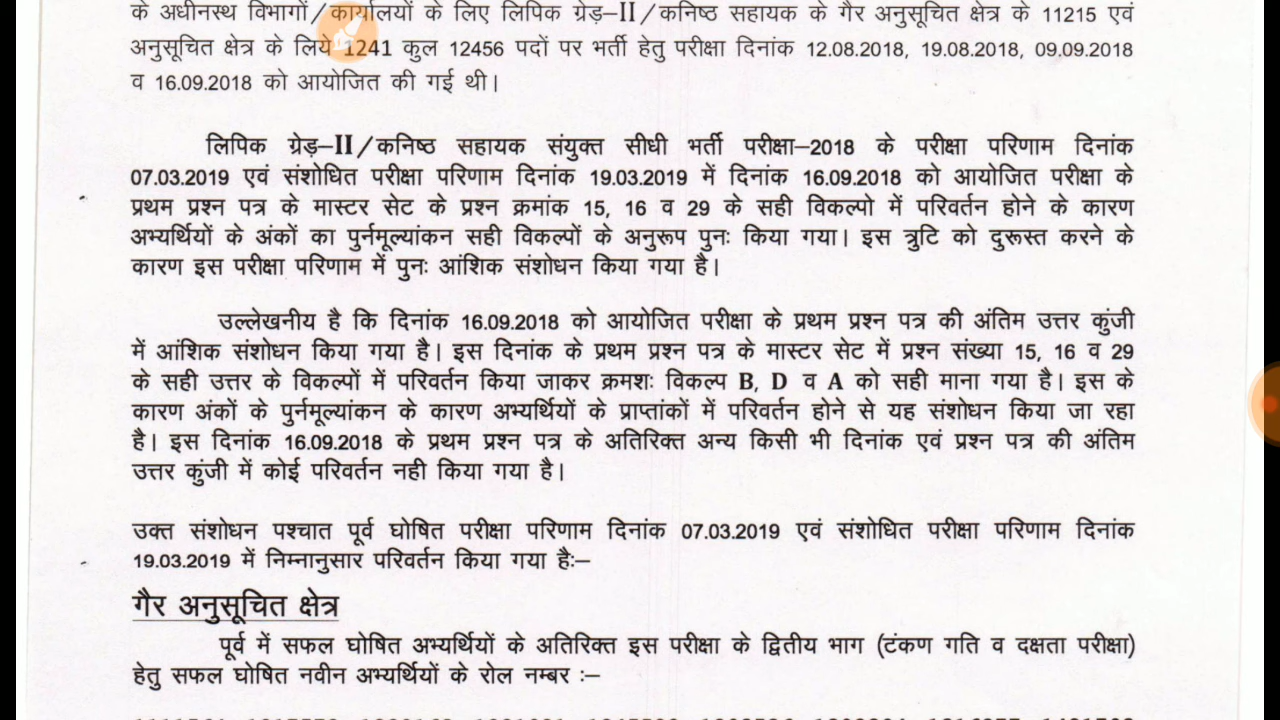 के अधीनस्थ विभागों/कार्यालयों के लिए लिपिक ग्रेड़–II/कनिष्ठ सहायक के गैर अनुसूचित क्षेत्र के 11215 एवं
अनुसूचित क्षेत्र के लिये 1241 कुल 12456 पदों पर भर्ती हेतु परीक्षा दिनांक 12.08.2018, 19.08.2018, 09.09.2018
व 16.09.2018 को आयोजित की गई थी।
लिपिक ग्रेड़–II/कनिष्ठ सहायक संयुक्त सीधी भर्ती परीक्षा–2018 के परीक्षा परिणाम दिनांक
07.03.2019 एवं संशोधित परीक्षा परिणाम दिनांक 19.03.2019 में दिनांक 16.09.2018 को आयोजित परीक्षा के
प्रथम प्रश्न पत्र के मास्टर सेट के प्रश्न क्रमांक 15, 16 व 29 के सही विकल्पो में परिवर्तन होने के कारण
अभ्यर्थियों के अंकों का पुर्नमूल्यांकन सही विकल्पों के अनुरूप पुनः किया गया। इस त्रुटि को दुरूस्त करने के
कारण इस परीक्षा परिणाम में पुनः आंशिक संशोधन किया गया है।
उल्लेखनीय है कि दिनांक 16.09.2018 को आयोजित परीक्षा के प्रथम प्रश्न पत्र की अंतिम उत्तर कुंजी
में आंशिक संशोधन किया गया है। इस दिनांक के प्रथम प्रश्न पत्र के मास्टर सेट में प्रश्न संख्या 15, 16 व 29
के सही उत्तर के विकल्पों में परिवर्तन किया जाकर क्रमशः विकल्प B, D व A को सही माना गया है। इस के
कारण अंकों के पुर्नमूल्यांकन के कारण अभ्यर्थियों के प्राप्तांकों में परिवर्तन होने से यह संशोधन किया जा रहा
है। इस दिनांक 16.09.2018 के प्रथम प्रश्न पत्र के अतिरिक्त अन्य किसी भी दिनांक एवं प्रश्न पत्र की अंतिम
उत्तर कुंजी में कोई परिवर्तन नही किया गया है।
उक्त संशोधन पश्चात पूर्व घोषित परीक्षा परिणाम दिनांक 07.03.2019 एवं संशोधित परीक्षा परिणाम दिनांक
19.03.2019 में निम्नानुसार परिवर्तन किया गया हैः–
गैर अनुसूचित क्षेत्र
पूर्व में सफल घोषित अभ्यर्थियों के अतिरिक्त इस परीक्षा के द्वितीय भाग (टंकण गति व दक्षता परीक्षा)
हेतु सफल घोषित नवीन अभ्यर्थियों के रोल नम्बर :–